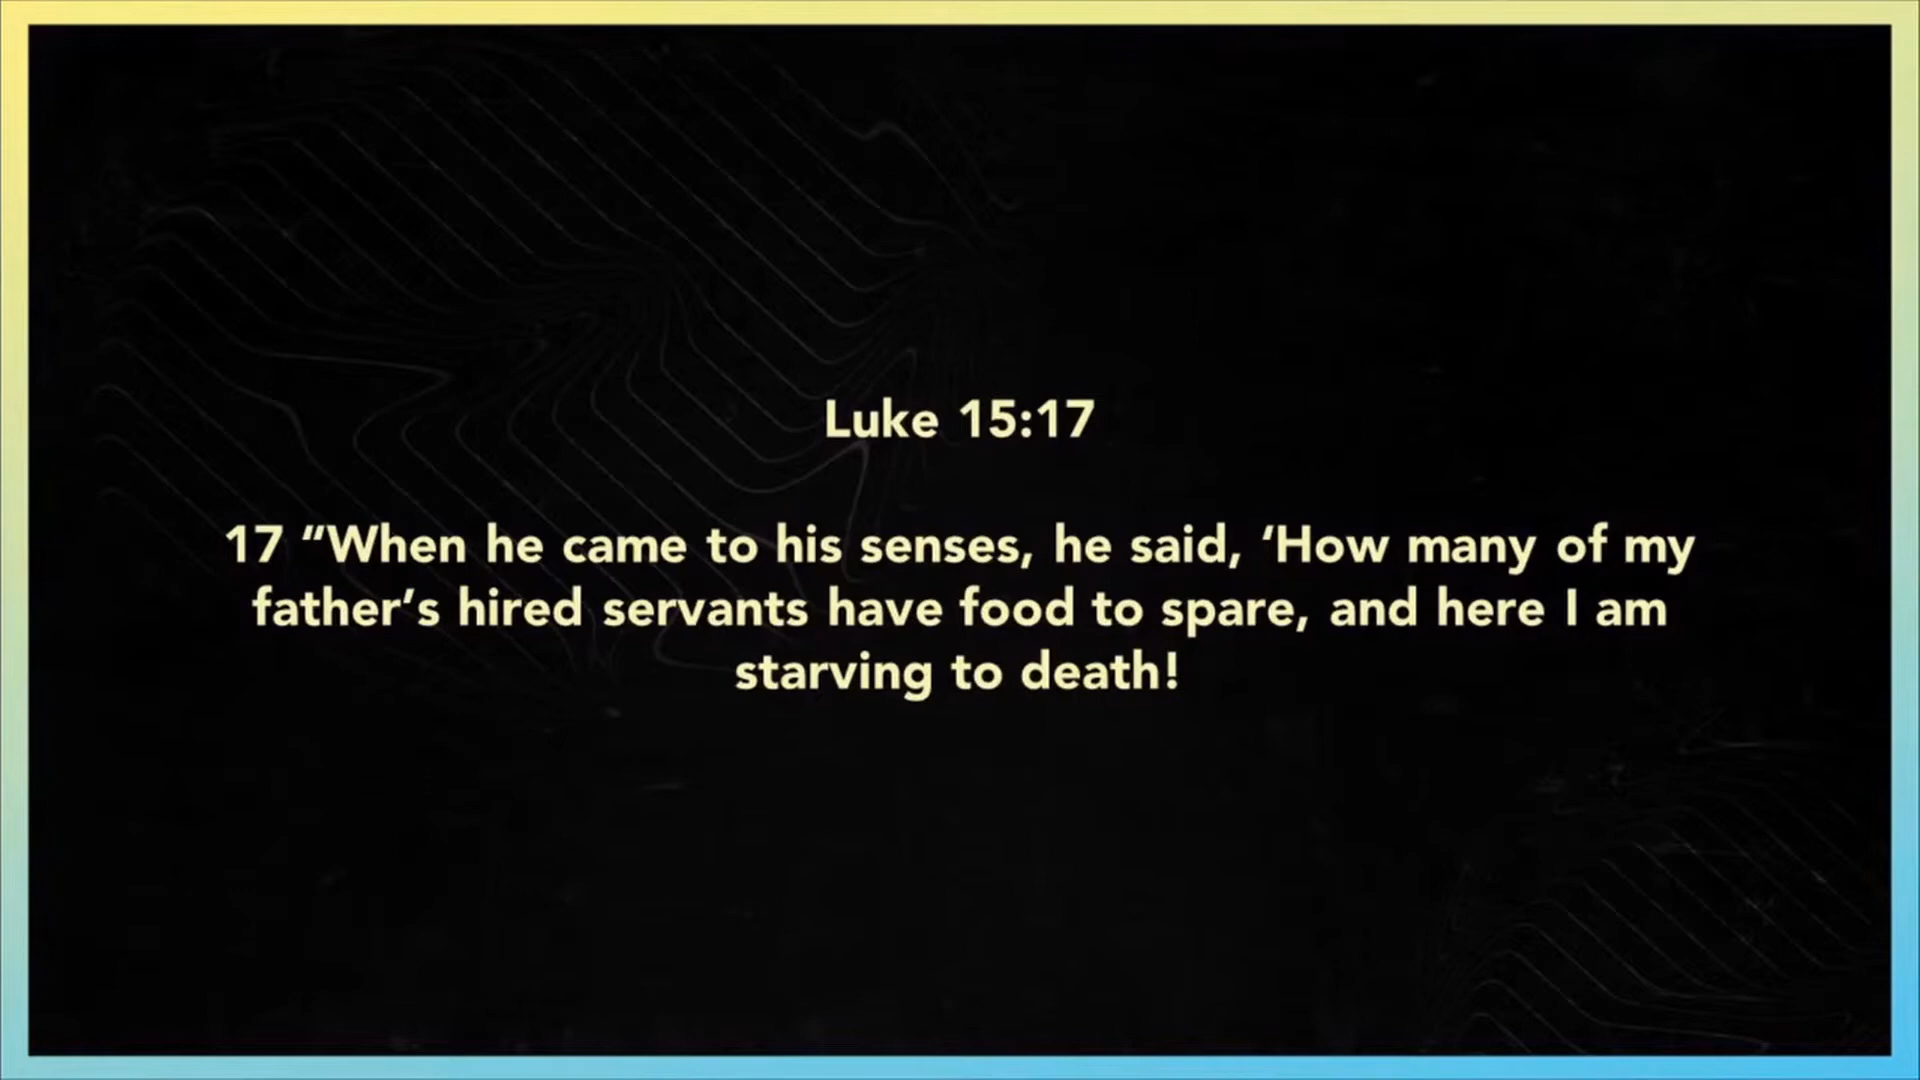 Luke 15:17
17 “When he came to his senses, he said, ‘How many of my
father’s hired servants have food to spare, and here I am
starving to death!